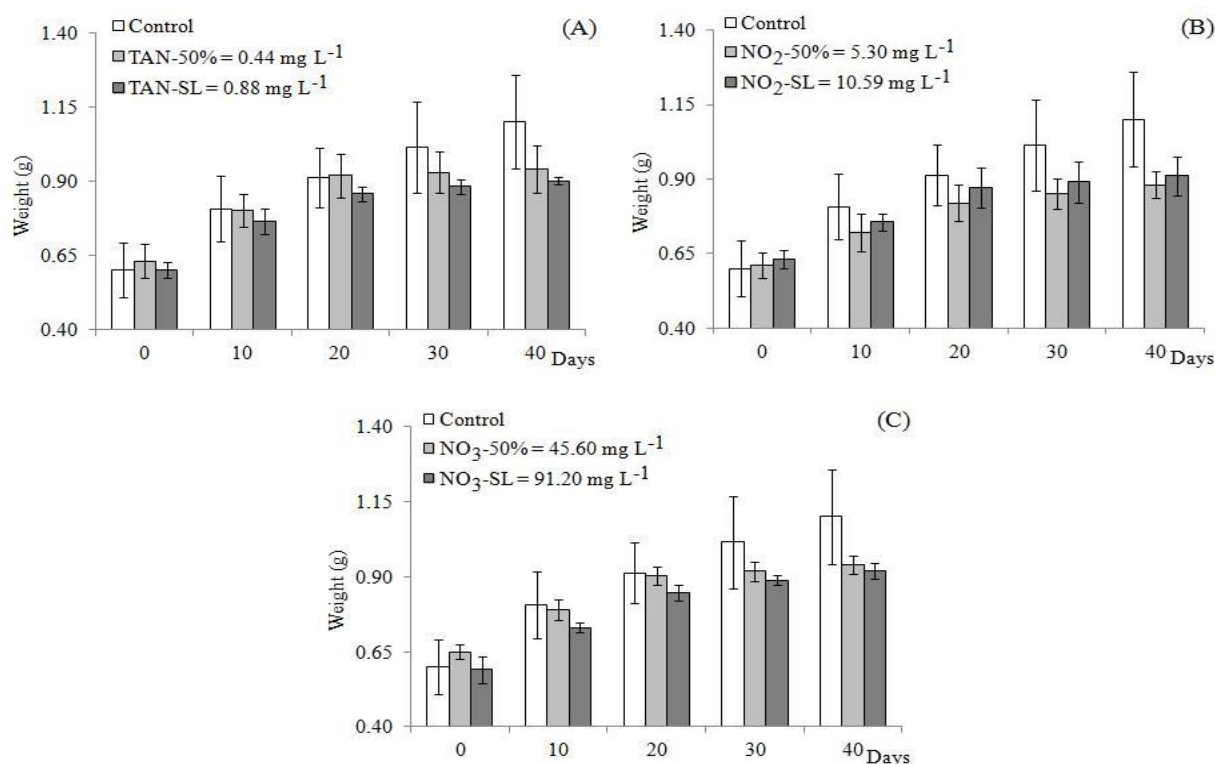 (A)
Control
TAN-50% = 0.44 mg L-1
TAN-SL = 0.88 mg L-1
Weight (g)
1.40
1.15
0.90
0.65
0.40
0 10 20 30 40 Days
(B)
Control
NO2-50% = 5.30 mg L-1
NO2-SL = 10.59 mg L-1
Weight (g)
1.40
1.15
0.90
0.65
0.40
0 10 20 30 40 Days
(C)
Control
NO3-50% = 45.60 mg L-1
NO3-SL = 91.20 mg L-1
Weight (g)
1.40
1.15
0.90
0.65
0.40
0 10 20 30 40 Days